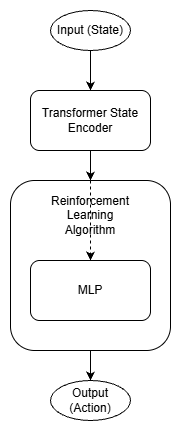 Input (State)
Transformer State
Encoder
Reinforcement
Learning
Algorithm
MLP
Output
(Action)